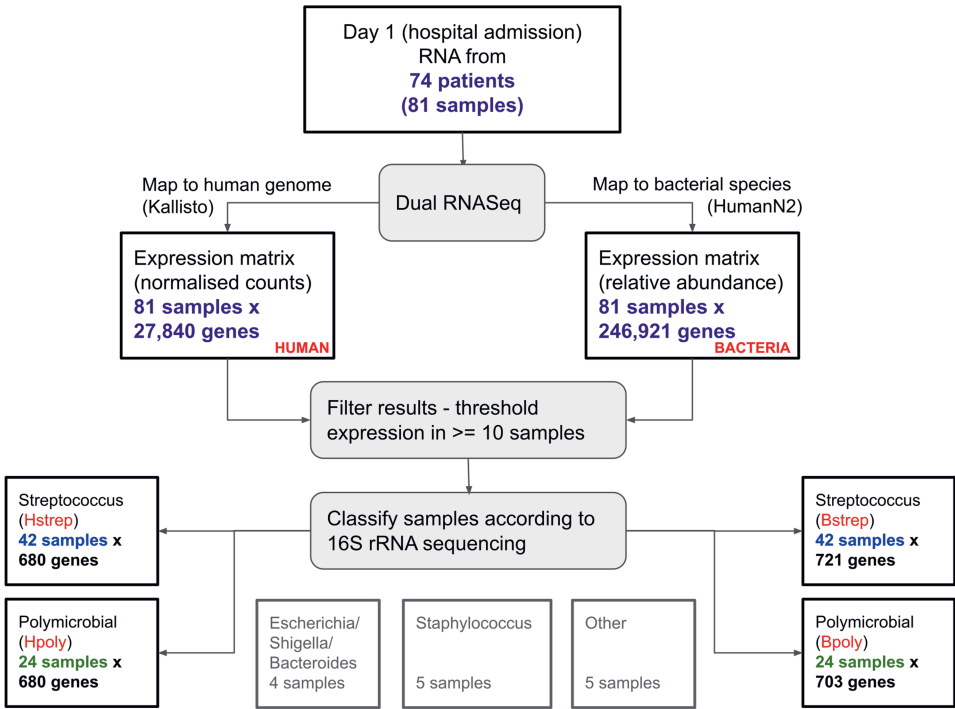 Day 1 (hospital admission)
RNA from
74 patients
(81 samples)
Map to human genome
(Kallisto)
Dual RNASeq
Map to bacterial species
(HumanN2)
Expression matrix
(normalised counts)
81 samples x
27,840 genes
HUMAN
Expression matrix
(relative abundance)
81 samples x
246,921 genes
BACTERIA
Filter results - threshold
expression in >= 10 samples
Classify samples according to
16S rRNA sequencing
Streptococcus
(Hstrep)
42 samples x
680 genes
Streptococcus
(Bstrep)
42 samples x
721 genes
Polymicrobial
(Hpoly)
24 samples x
680 genes
Escherichia/
Shigella/
Bacteroides
4 samples
Staphylococcus
5 samples
Other
5 samples
Polymicrobial
(Bpoly)
24 samples x
703 genes